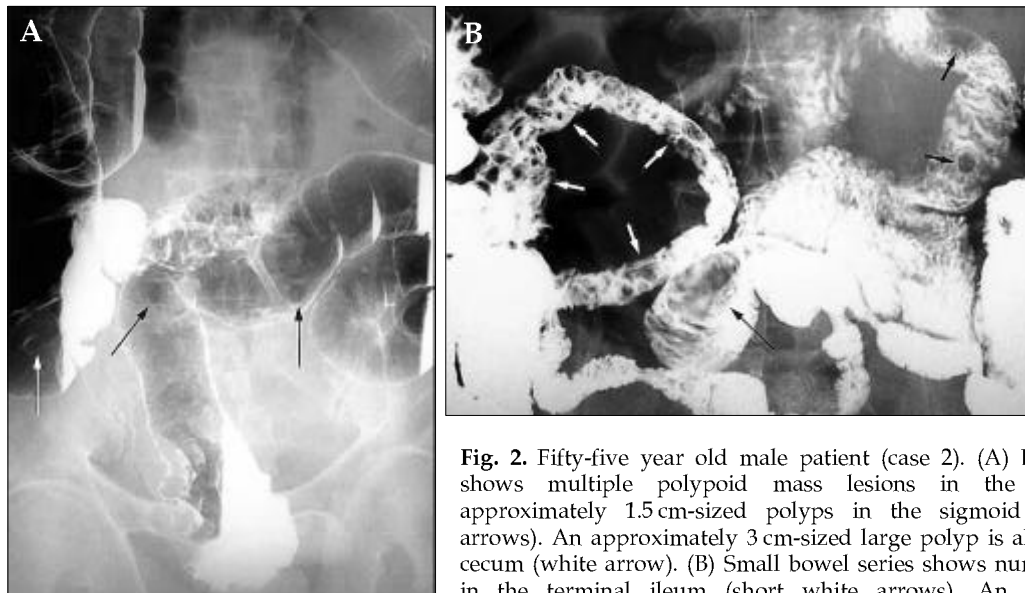 A
B
Fig. 2. Fifty-five year old male patient (case 2). (A)
shows multiple polypoid mass lesions in the
approximately 1.5 cm-sized polyps in the sigmoid
arrows). An approximately 3 cm-sized large polyp is
cecum (white arrow). (B) Small bowel series shows
in the terminal ileum (short white arrows). An